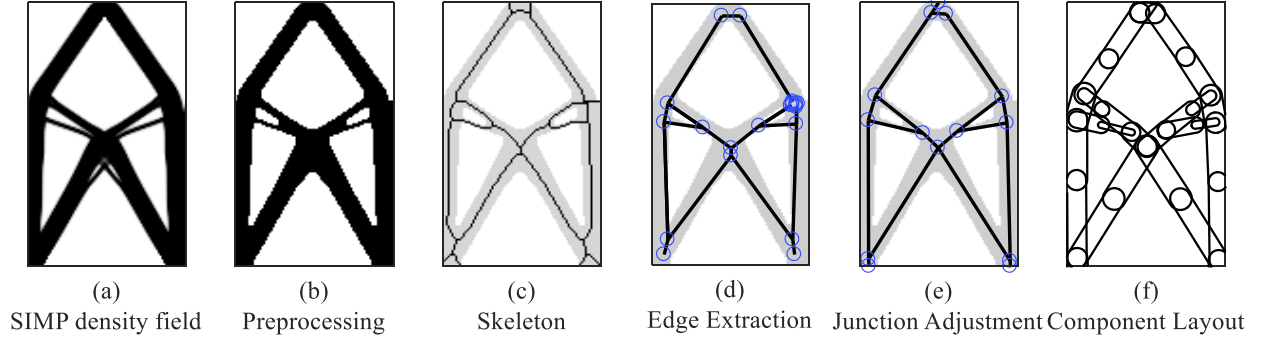 (a) (b) (c) (d) (e) (f)
SIMP density field Preprocessing Skeleton Edge Extraction Junction Adjustment Component Layout